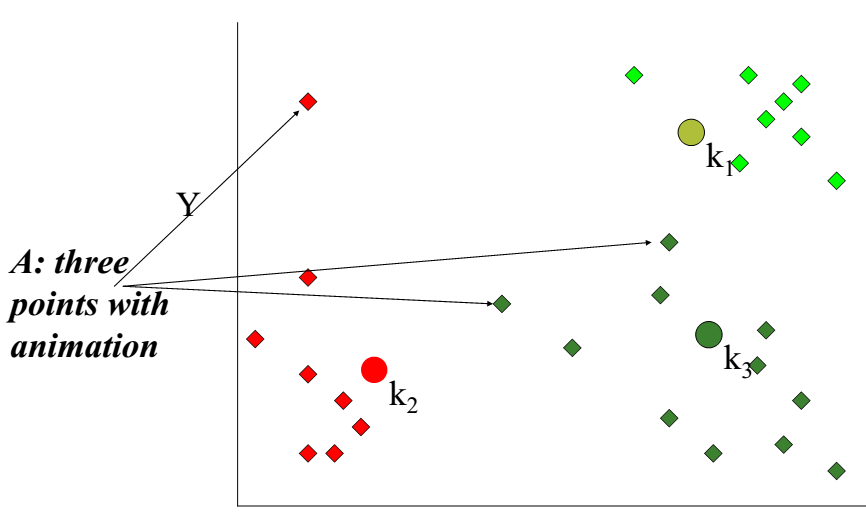 Y
A: three
points with
animation
k1
k2
k3